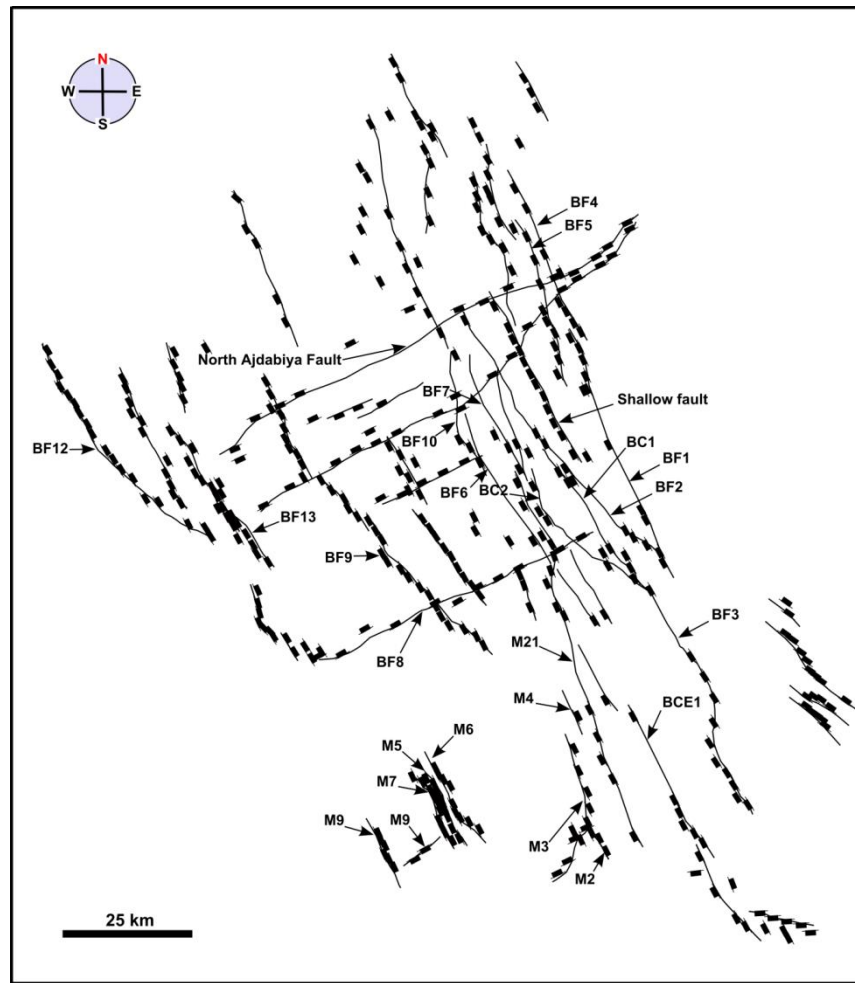 N
W E
S
BF4
BF5
North Ajdabiya Fault
BF7
Shallow fault
BF10
BC1
BF12
BF1
BF6
BC2
BF2
BF13
BF9
BF3
BF8
M21
M4
BCE1
M6
M5
M7
M9
M9
M3
M2
25 km